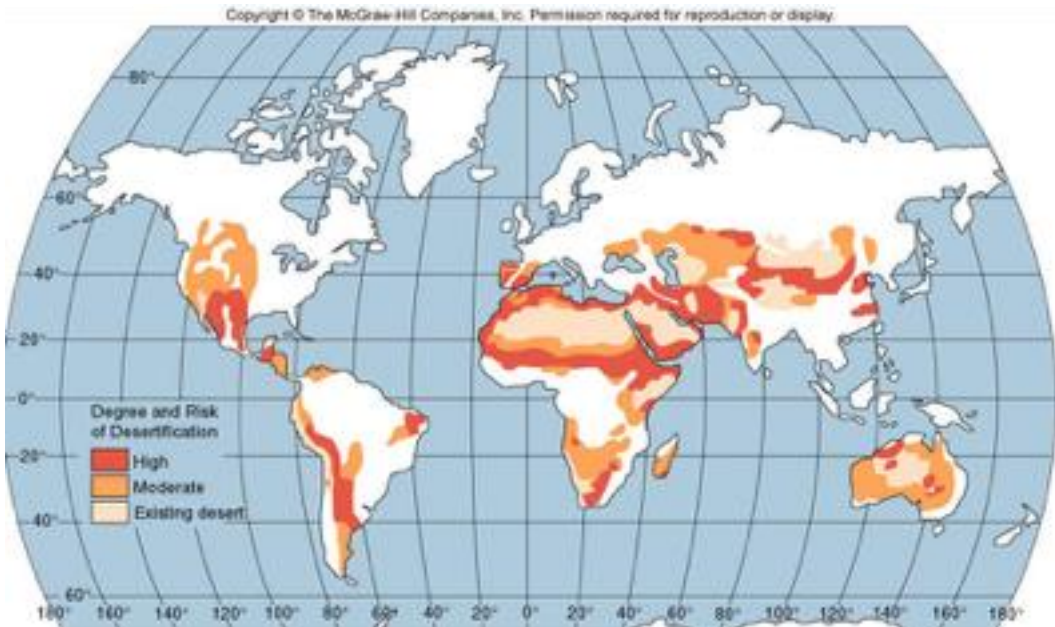 Copyright © The McGraw-Hill Companies, Inc. Permission required for reproduction or display.
80°
60°
40°
20°
0°
Degree and Risk
of Desertification
High
Moderate
Existing desert
20°
40°
60°
180° 160° 140° 120° 100° 80° 60° 40° 20° 0° 20° 40° 60° 80° 100° 120° 140° 160° 180°